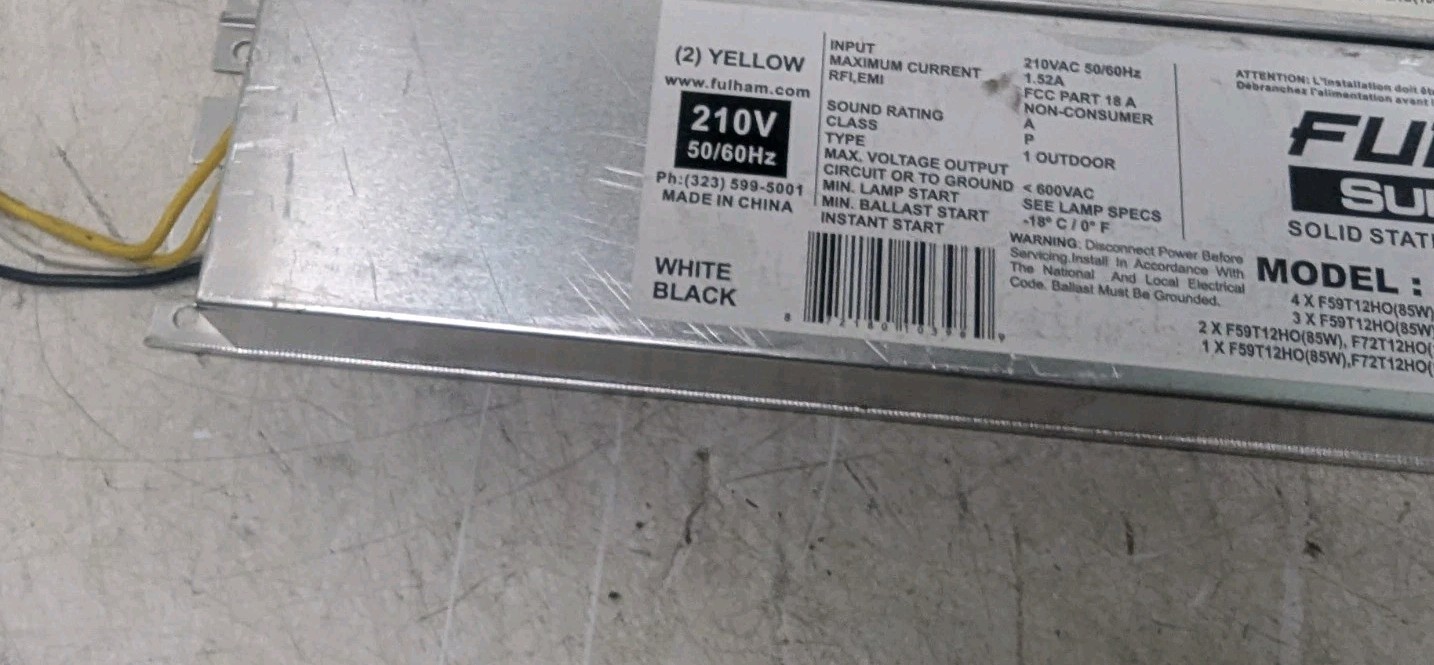 (2) YELLOW
www.fulham.com
210V
50/60Hz
Ph:(323) 599-5001
MADE IN CHINA
WHITE
BLACK
INPUT 210VAC 50/60Hz
MAXIMUM CURRENT 1.52A
RFI,EMI FCC PART 18 A
NON-CONSUMER
SOUND RATING A
CLASS P
TYPE 1 OUTDOOR
MAX. VOLTAGE OUTPUT
CIRCUIT OR TO GROUND < 600VAC
MIN. LAMP START SEE LAMP SPECS
MIN. BALLAST START -18° C / 0° F
INSTANT START
WARNING: Disconnect Power Before
Servicing.Install In Accordance With
The National And Local Electrical
Code. Ballast Must Be Grounded.
ATTENTION: L'installation doit
Débranchez l'alimentation avant
FUL
SU
SOLID STAT
MODEL :
4 X F59T12HO(85W)
3 X F59T12HO(85W
2 X F59T12HO(85W), F72T12HO(
1 X F59T12HO(85W),F72T12HO(